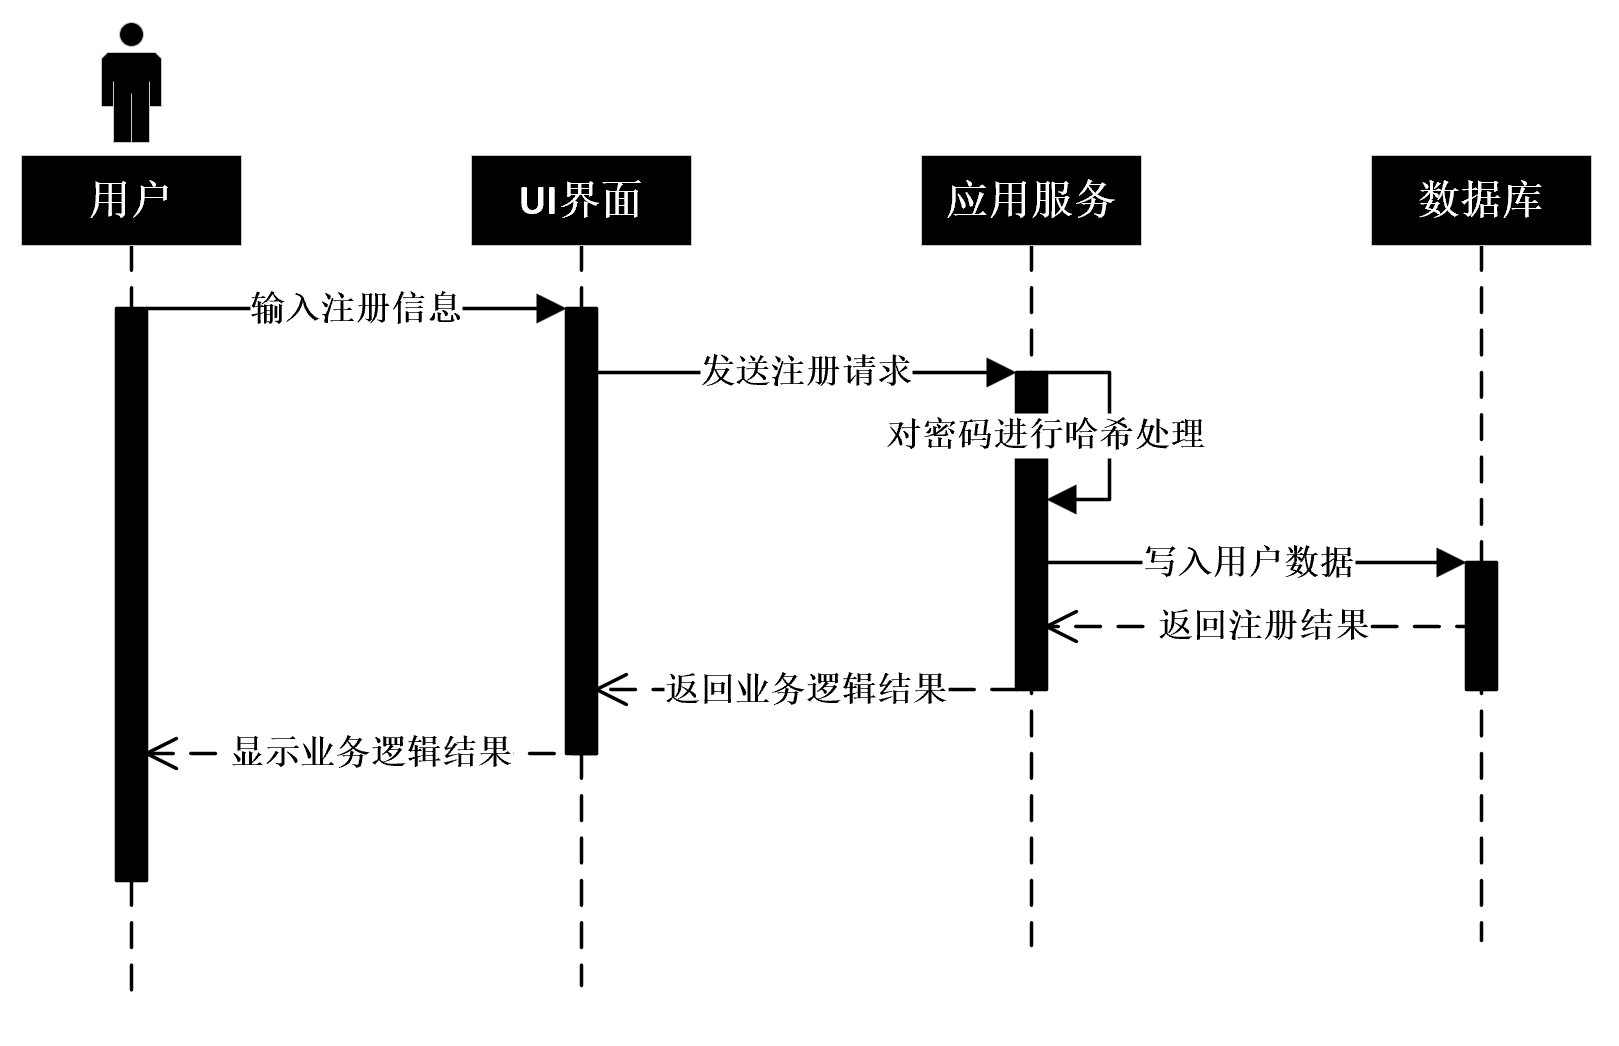 用户
UI界面
应用服务
数据库
输入注册信息
发送注册请求
对密码进行哈希处理
写入用户数据
返回注册结果
返回业务逻辑结果
显示业务逻辑结果